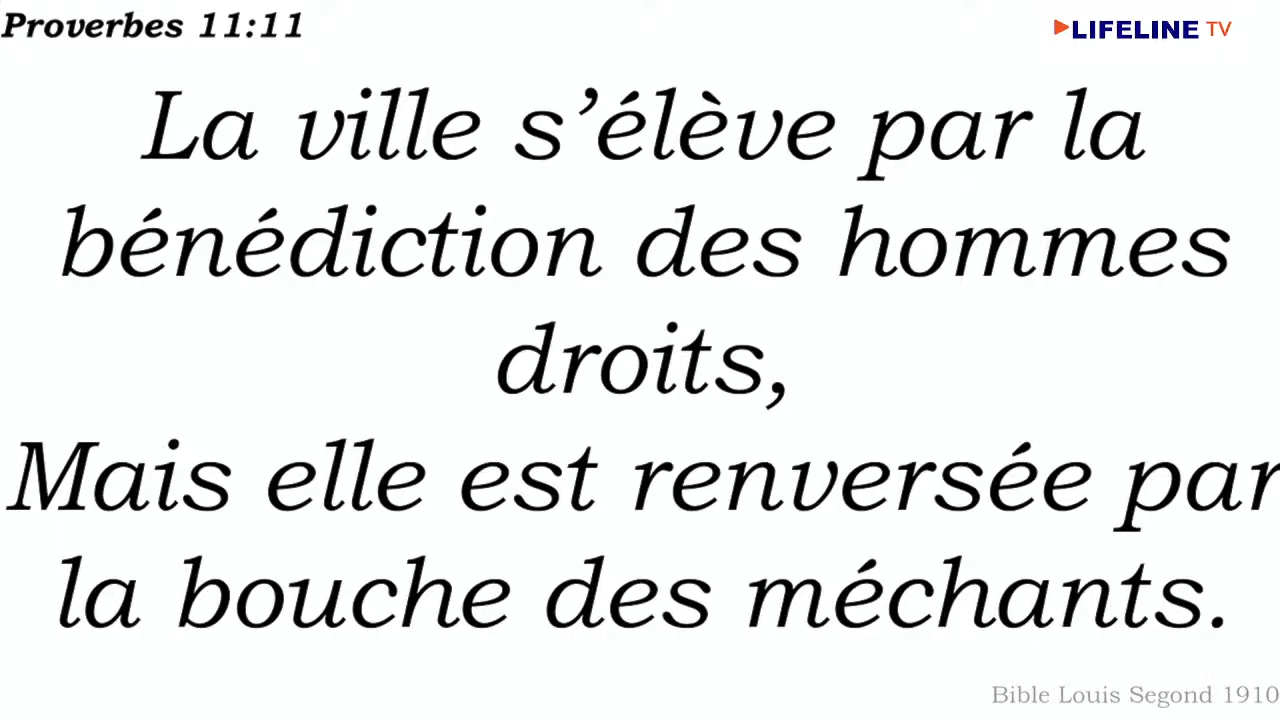 Proverbes 11:11
LIFELINE TV
La ville s’élève par la
bénédiction des hommes
droits,
Mais elle est renversée par
la bouche des méchants.
Bible Louis Segond 1910